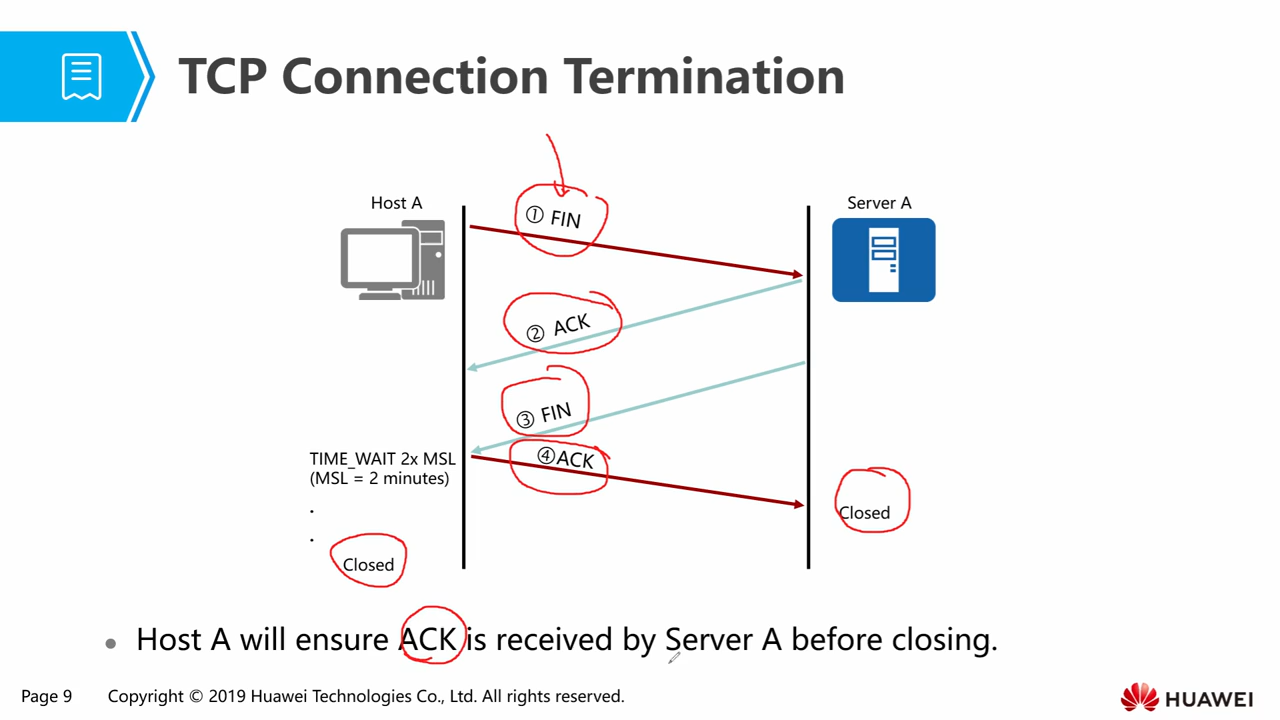 TCP Connection Termination
Host A
Server A
① FIN
② ACK
③ FIN
④ACK
TIME_WAIT 2x MSL
(MSL = 2 minutes)
.
.
Closed
Closed
• Host A will ensure ACK is received by Server A before closing.
Page 9 Copyright © 2019 Huawei Technologies Co., Ltd. All rights reserved.
HUAWEI